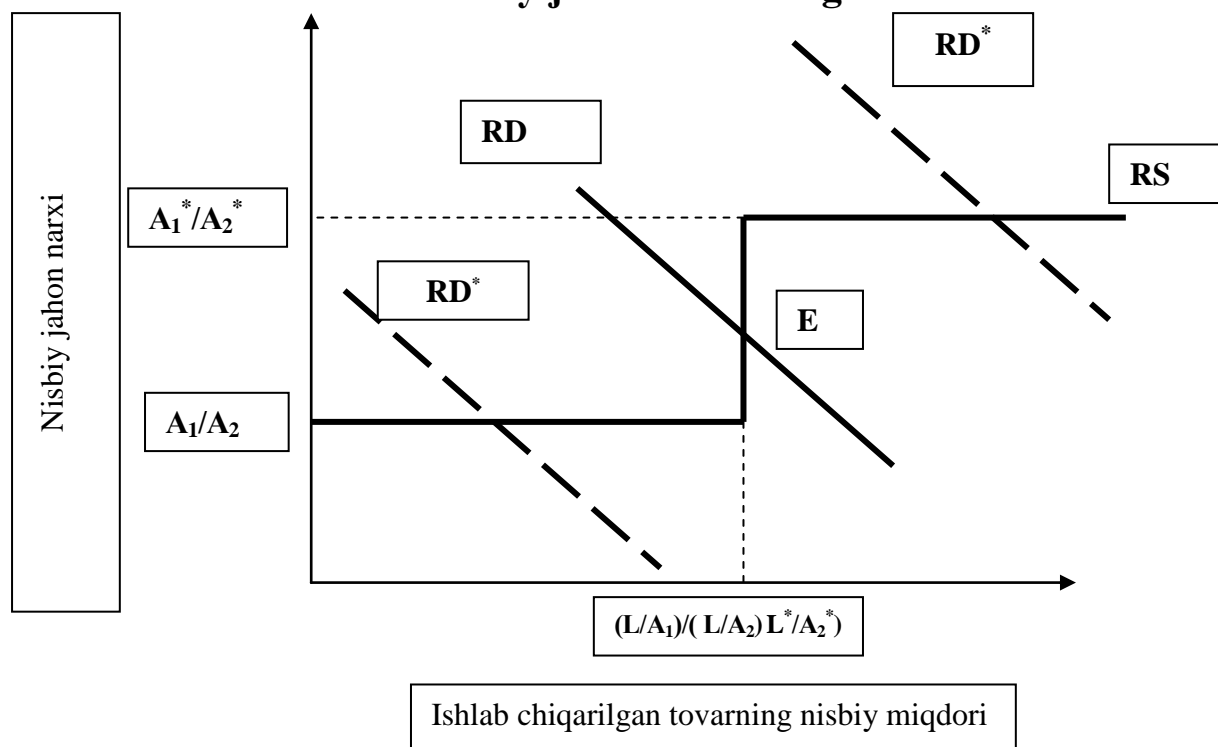 RD*
RD
RS
A₁*/A₂*
RD*
E
A₁/A₂
Nisbiy jahon narxi
(L/A₁)/( L/A₂) L*/A₂*)
Ishlab chiqarilgan tovarning nisbiy miqdori